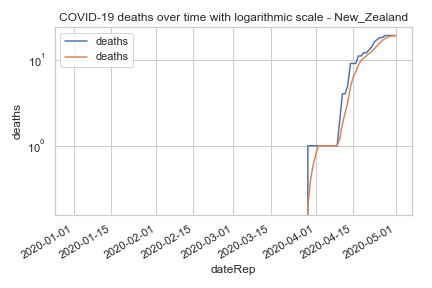 COVID-19 deaths over time with logarithmic scale - New_Zealand
deaths
deaths
10¹
10⁰
deaths
2020-01-01
2020-01-15
2020-02-01
2020-02-15
2020-03-01
2020-03-15
2020-04-01
2020-04-15
2020-05-01
dateRep